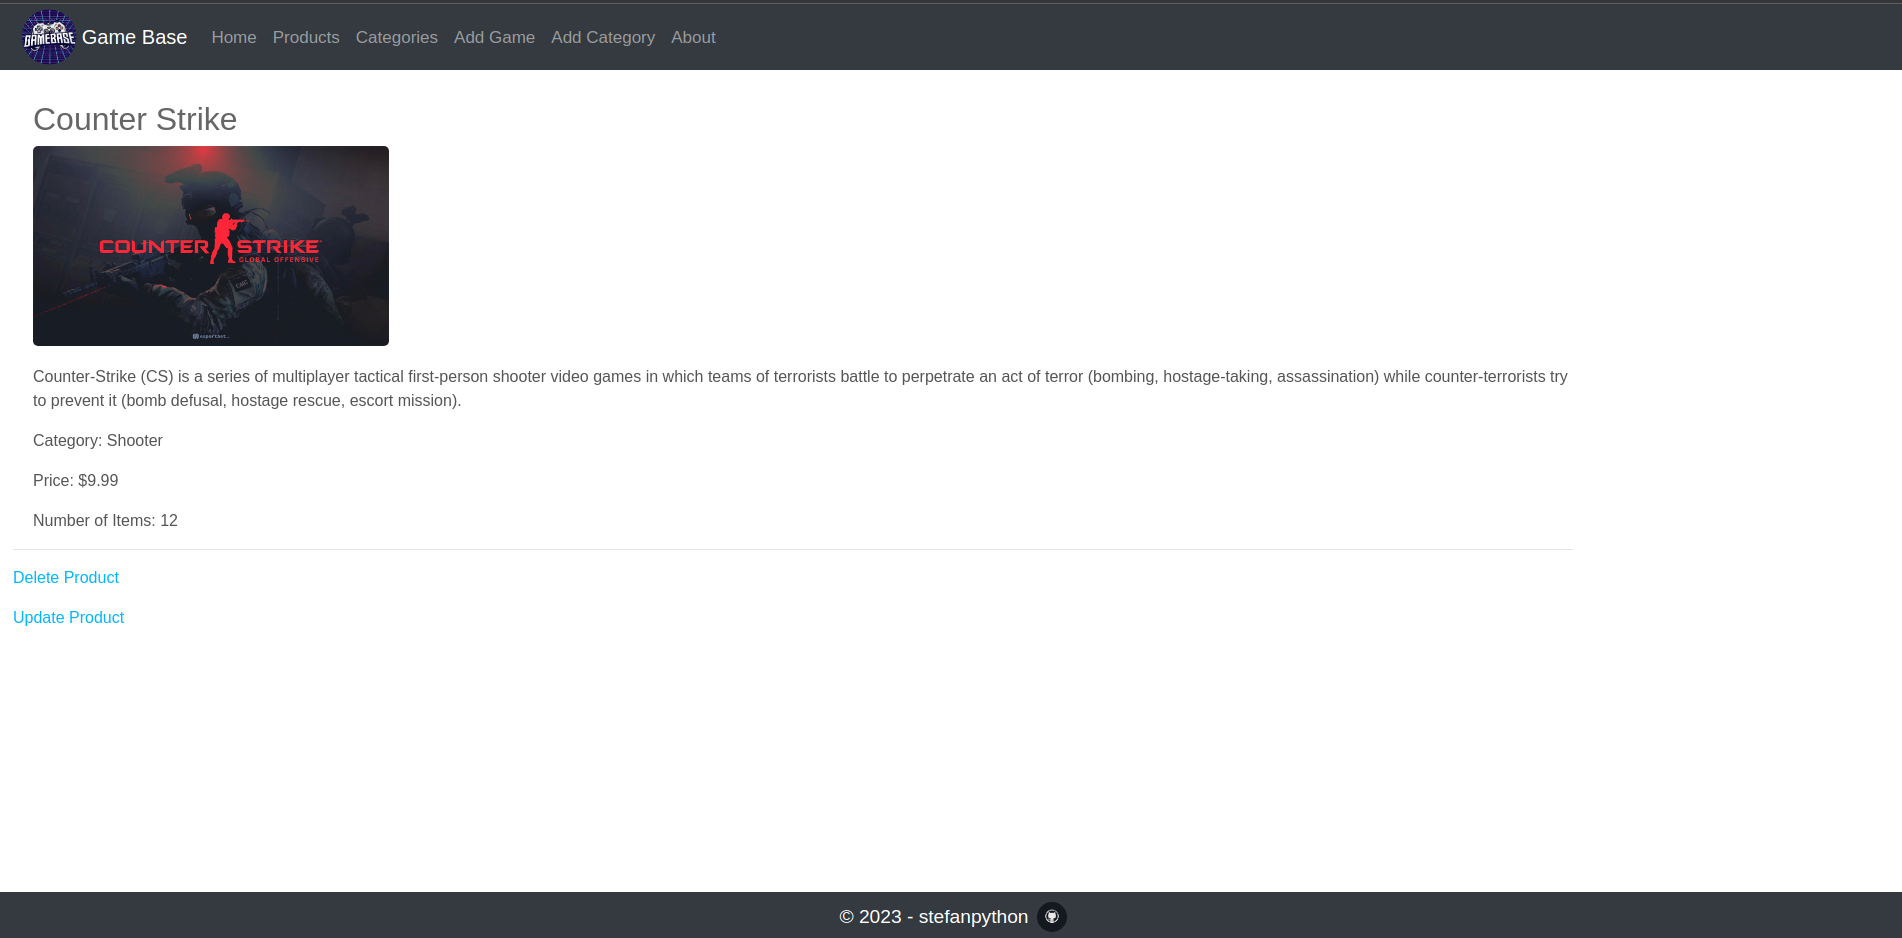 GAMEBASE
Game Base
Home
Products
Categories
Add Game
Add Category
About
Counter Strike
COUNTER STRIKE
GLOBAL OFFENSIVE
Counter-Strike (CS) is a series of multiplayer tactical first-person shooter video games in which teams of terrorists battle to perpetrate an act of terror (bombing, hostage-taking, assassination) while counter-terrorists try
to prevent it (bomb defusal, hostage rescue, escort mission).
Category: Shooter
Price: $9.99
Number of Items: 12
Delete Product
Update Product
© 2023 - stefanpython